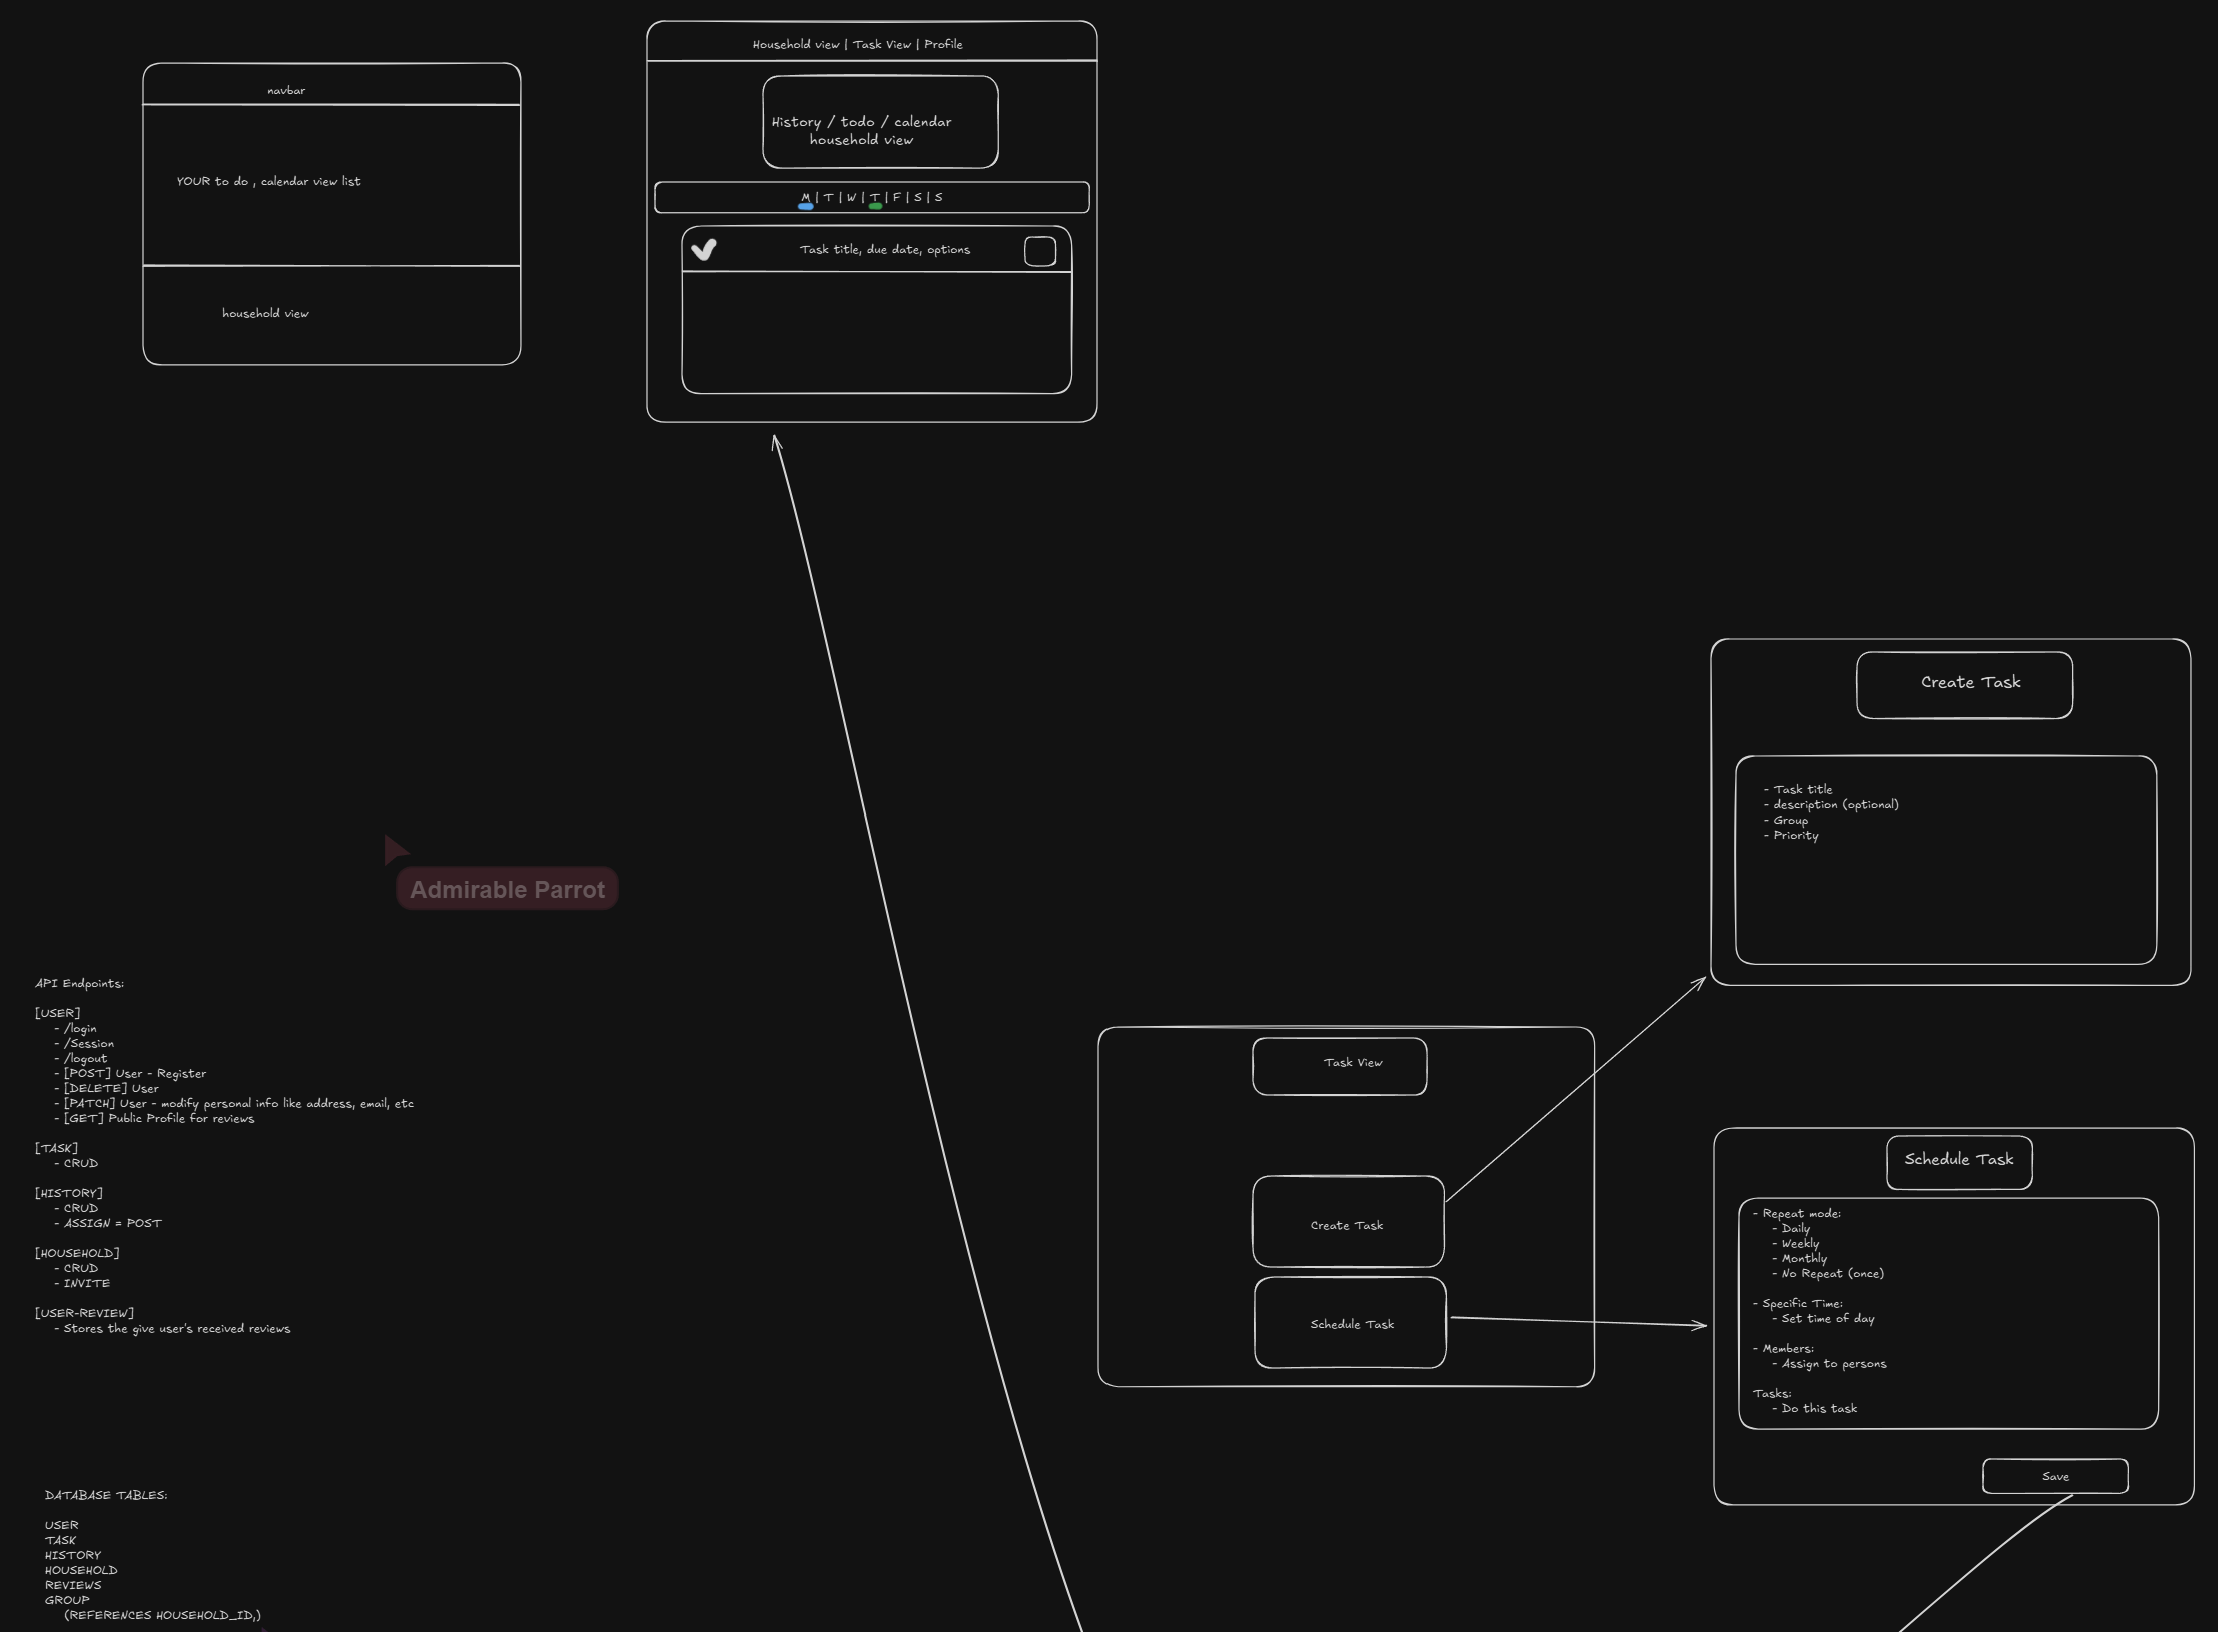 navbar
YOUR to do , calendar view list
household view
Household view | Task View | Profile
History / todo / calendar
household view
M | T | W | T | F | S | S
Task title, due date, options
Admirable Parrot
API Endpoints:
[USER]
- /login
- /Session
- /logout
- [POST] User - Register
- [DELETE] User
- [PATCH] User - modify personal info like address, email, etc
- [GET] Public Profile for reviews
[TASK]
- CRUD
[HISTORY]
- CRUD
- ASSIGN = POST
[HOUSEHOLD]
- CRUD
- INVITE
[USER-REVIEW]
- Stores the give user's received reviews
DATABASE TABLES:
USER
TASK
HISTORY
HOUSEHOLD
REVIEWS
GROUP
(REFERENCES HOUSEHOLD_ID,)
Task View
Create Task
Schedule Task
Create Task
- Task title
- description (optional)
- Group
- Priority
Schedule Task
- Repeat mode:
- Daily
- Weekly
- Monthly
- No Repeat (once)
- Specific Time:
- Set time of day
- Members:
- Assign to persons
Tasks:
- Do this task
Save